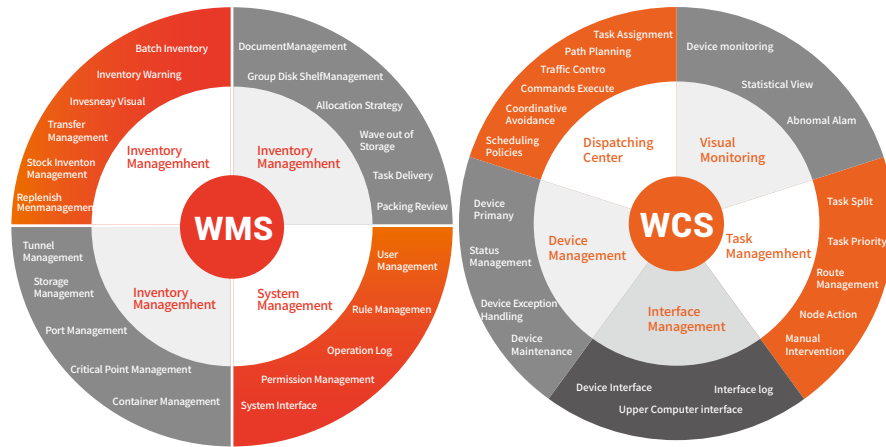 Batch Inventory
Inventory Warning
Invesneay Visual
Transfer
Management
Stock Inventon
Management
Replenish
Menmanagement
DocumentManagement
Group Disk ShelfManagement
Allocation Strategy
Wave out of
Storage
Task Delivery
Packing Review
Inventory
Managemhent
Inventory
Managemhent
WMS
Inventory
Managemhent
System
Management
Tunnel
Management
Storage
Management
Port Management
Critical Point Management
Container Management
User
Management
Rule Managemen
Operation Log
Permission Management
System Interface
Task Assignment
Path Planning
Traffic Contro
Commands Execute
Coordinative
Avoidance
Scheduling
Policies
Device monitoring
Statistical View
Abnomal Alam
Dispatching
Center
Visual
Monitoring
WCS
Device
Management
Task
Managemhent
Interface
Management
Device
Primany
Status
Management
Device Exception
Handling
Device
Maintenance
Task Split
Task Priority
Route
Management
Node Action
Manual
Intervention
Device Interface
Interface log
Upper Computer interface